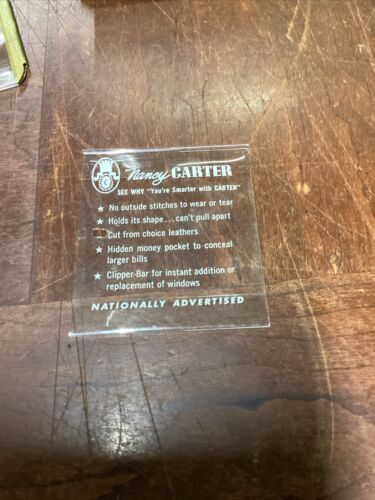 Nancy CARTER
SEE WHY "You're Smarter with CARTER"
★ No outside stitches to wear or tear
★ Holds its shape...can't pull apart
Cut from choice leathers
★ Hidden money pocket to conceal
larger bills
★ Clipper-Bar for instant addition or
replacement of windows
NATIONALLY ADVERTISED